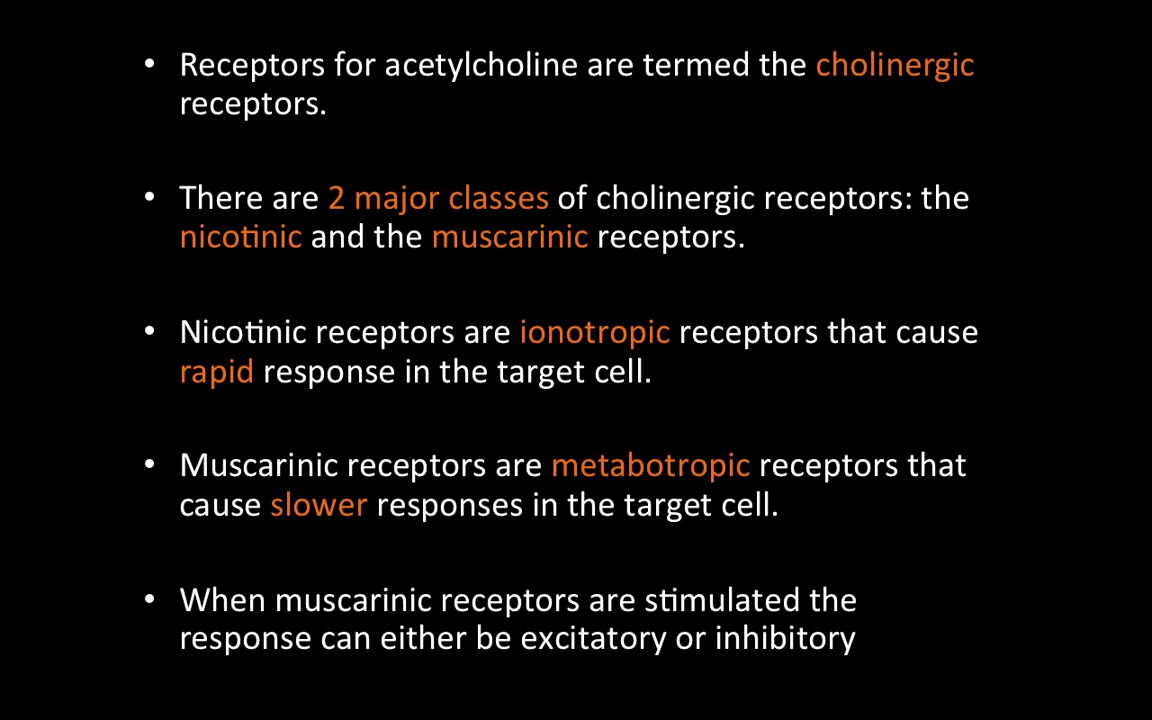 • Receptors for acetylcholine are termed the cholinergic
receptors.
• There are 2 major classes of cholinergic receptors: the
nicotinic and the muscarinic receptors.
• Nicotinic receptors are ionotropic receptors that cause
rapid response in the target cell.
• Muscarinic receptors are metabotropic receptors that
cause slower responses in the target cell.
• When muscarinic receptors are stimulated the
response can either be excitatory or inhibitory